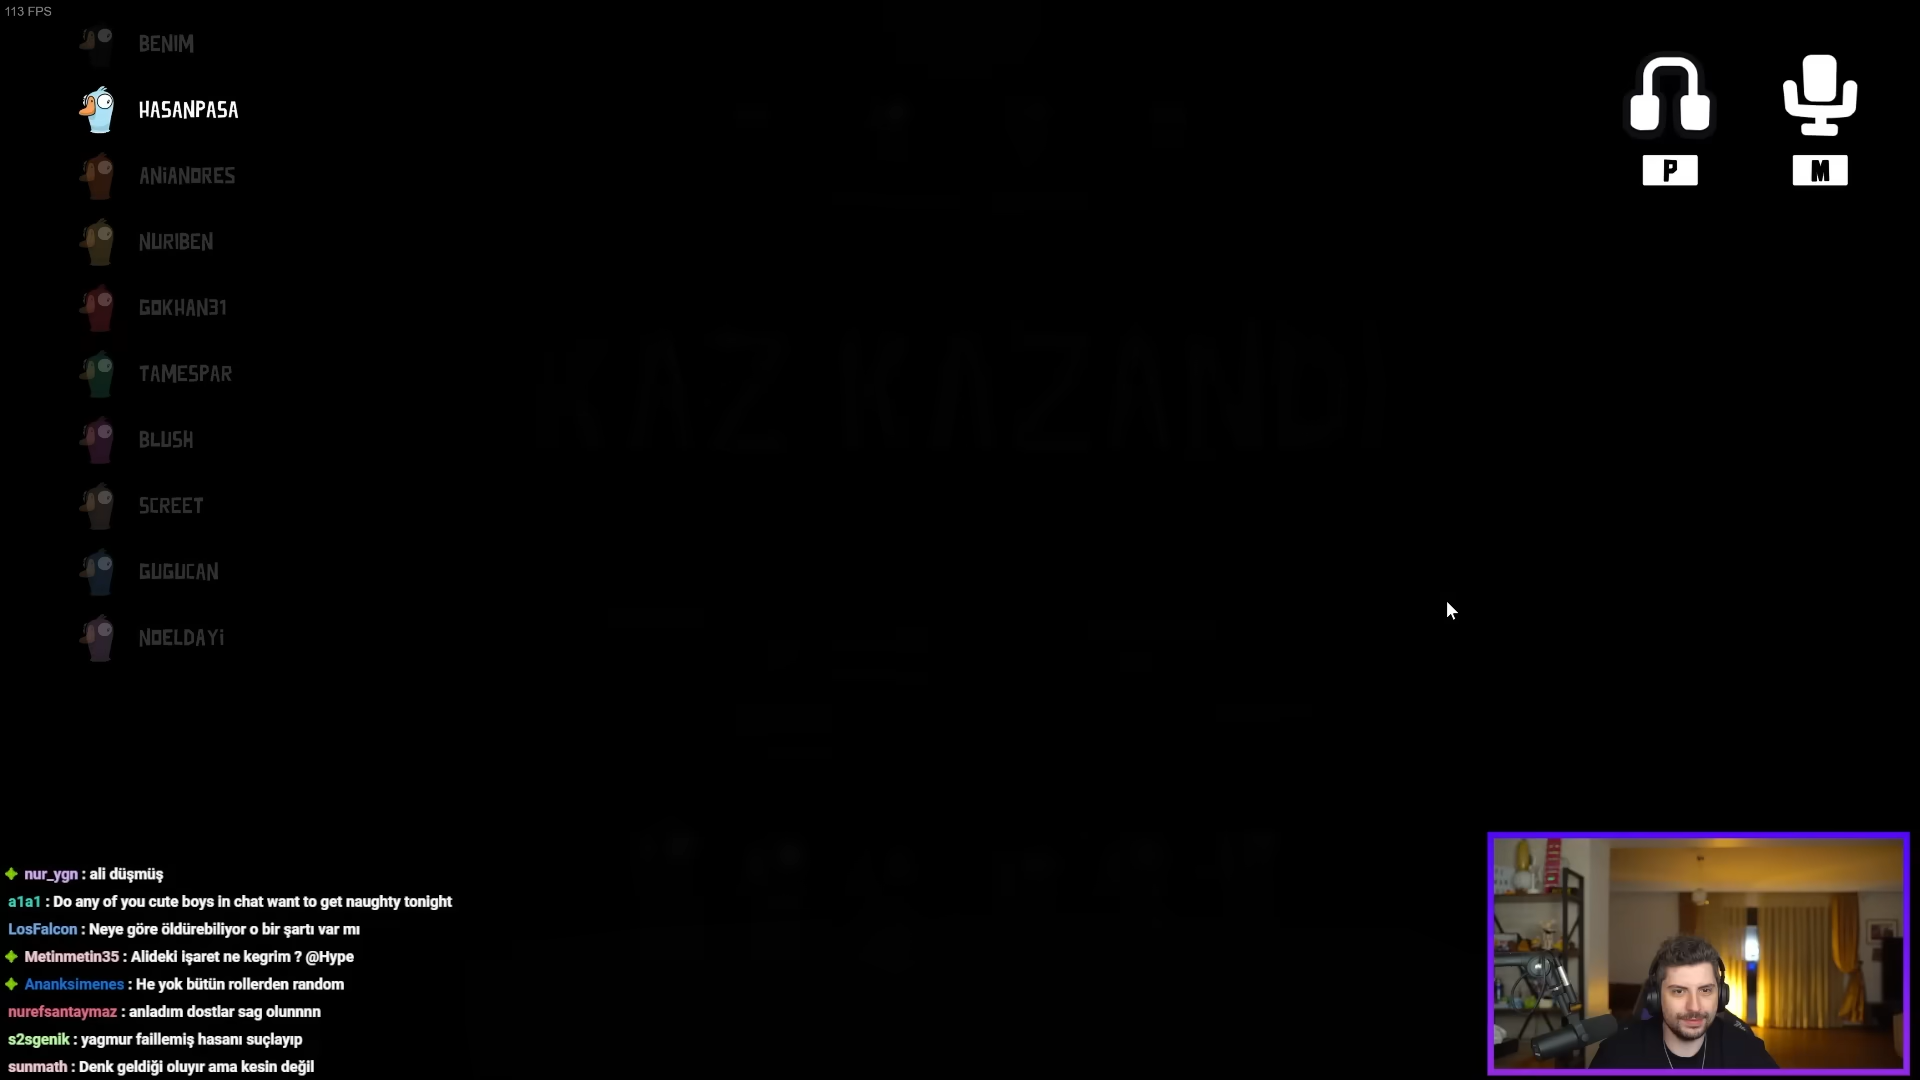 113 FPS
BENIM
HASANPASA
P
M
ANiANDRES
NURIBEN
GOKHAN31
KAZ KAZANDI
TAMESPAR
BLUSH
SCREET
GUGUCAN
NOELDAYi
nur_ygn : ali düşmüş
a1a1 : Do any of you cute boys in chat want to get naughty tonight
LosFalcon : Neye göre öldürebiliyor o bir şartı var mı
Metinmetin35 : Alideki işaret ne kegrim ? @Hype
Ananksimenes : He yok bütün rollerden random
nurefsantaymaz : anladım dostlar sag olunnnn
s2sgenik : yagmur faillemiş hasanı suçlayıp
sunmath : Denk geldiği oluyır ama kesin değil